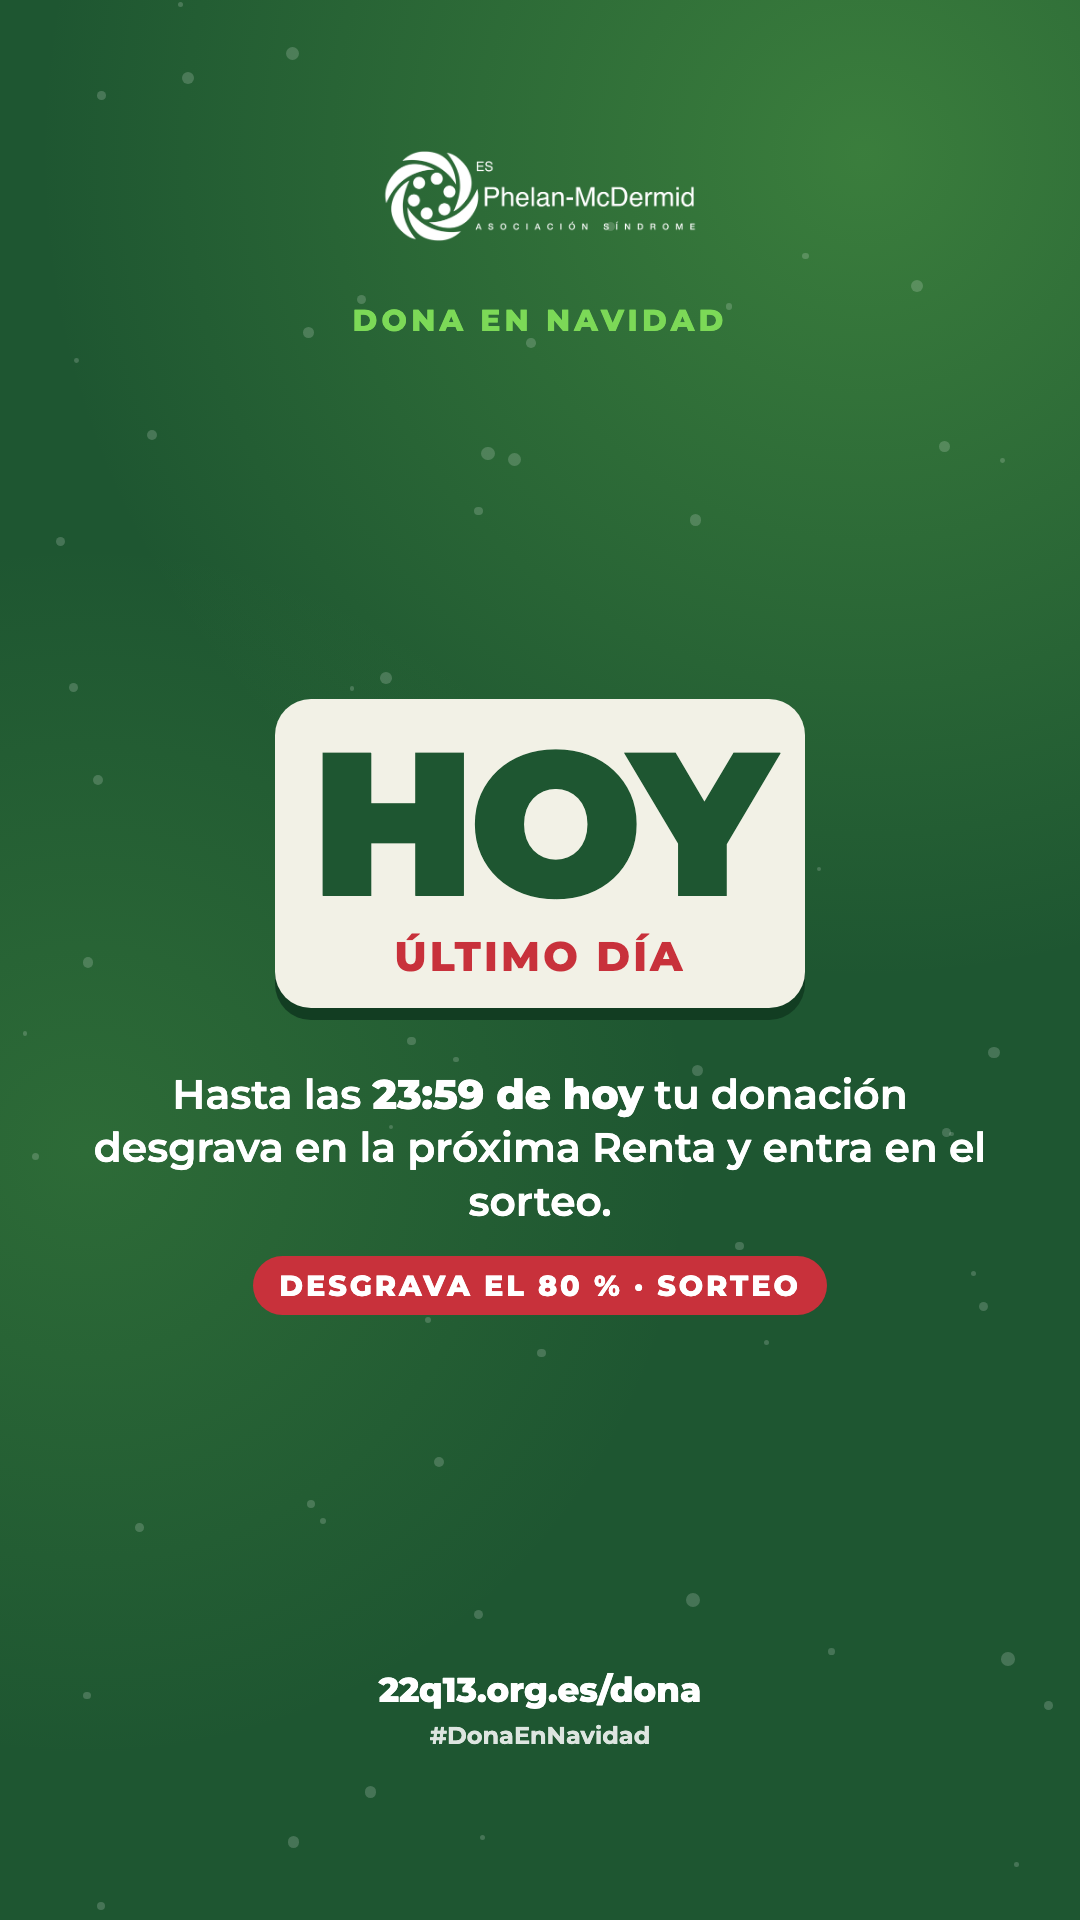 ES
Phelan-McDermid
ASOCIACIÓN SÍNDROME
DONA EN NAVIDAD
HOY
ÚLTIMO DÍA
Hasta las 23:59 de hoy tu donación
desgrava en la próxima Renta y entra en el
sorteo.
DESGRAVA EL 80 % · SORTEO
22q13.org.es/dona
#DonaEnNavidad